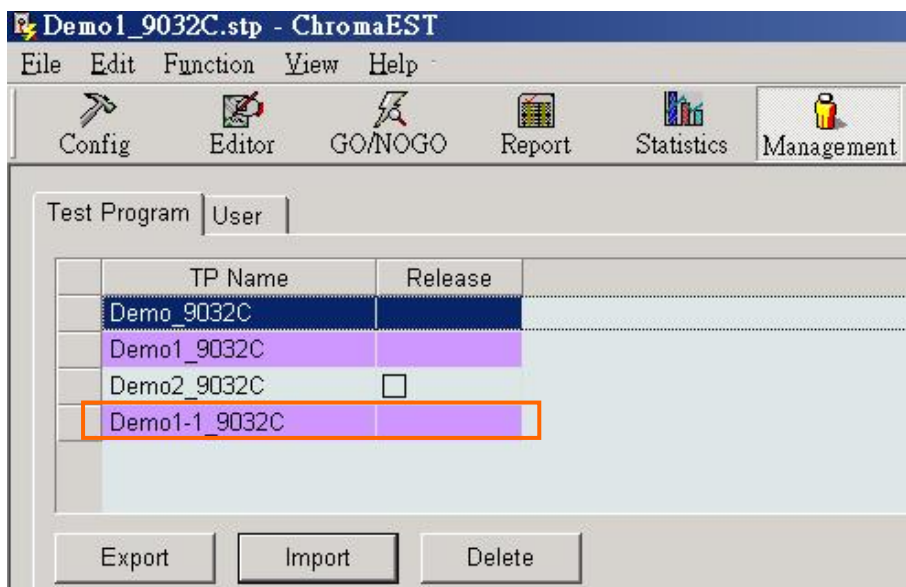 Demo1_9032C.stp - ChromaEST
File Edit Function View Help
Config Editor GO/NOGO Report Statistics Management
Test Program User
TP Name Release
Demo_9032C
Demo1_9032C
Demo2_9032C
Demo1-1_9032C
Export Import Delete